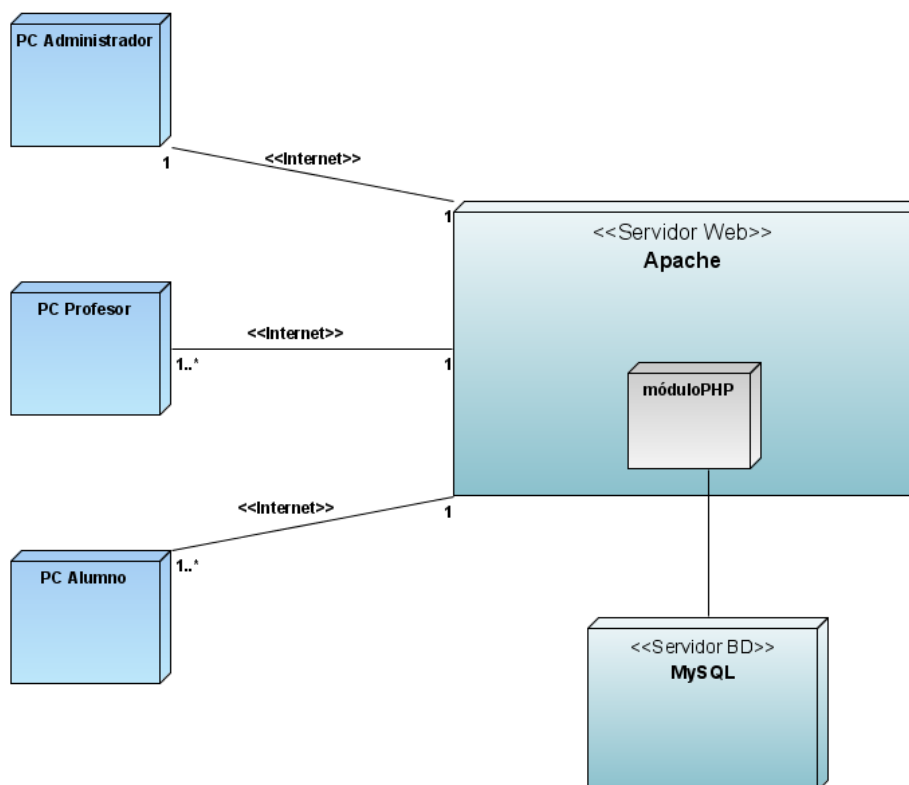 PC Administrador
<<Internet>>
1
1
<<Servidor Web>>
Apache
PC Profesor
<<Internet>>
1..*
1
móduloPHP
<<Internet>>
1
PC Alumno
1..*
<<Servidor BD>>
MySQL